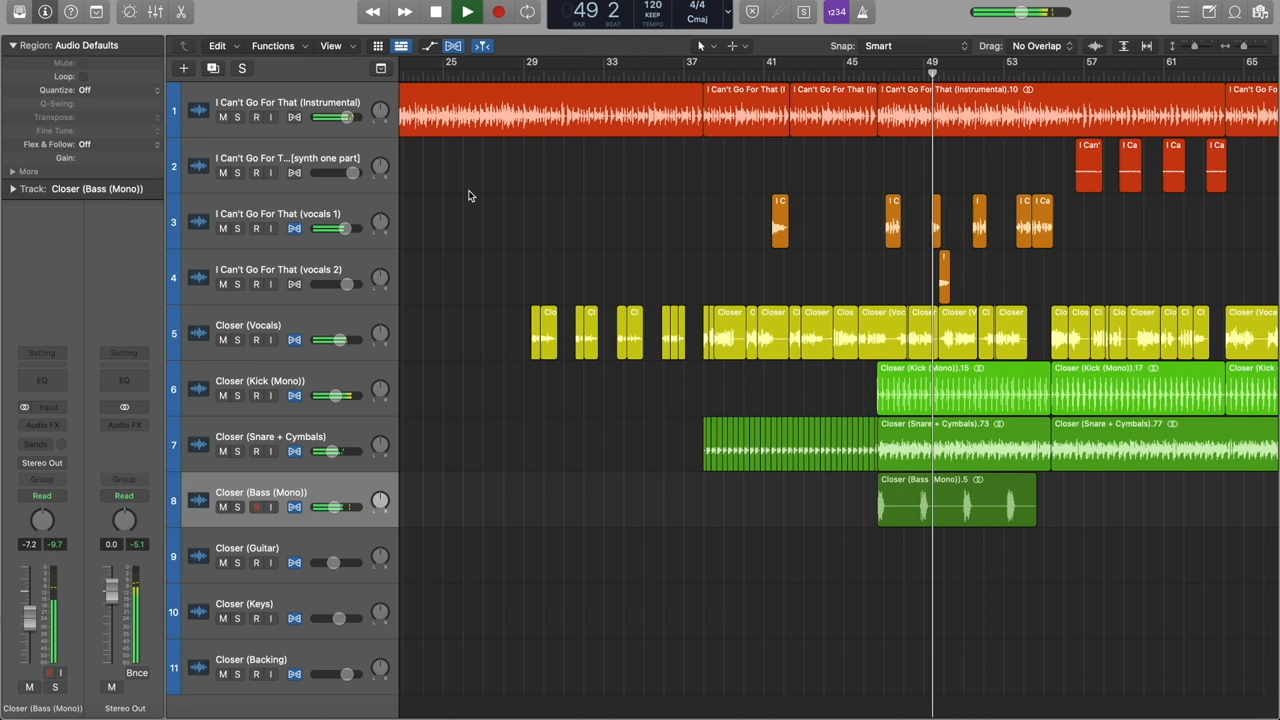 49 2
BAR BEAT
120
KEEP
TEMPO
4/4
Cmaj
1234
Region: Audio Defaults
Mute:
Loop:
Quantize: Off
Q-Swing:
Transpose:
Fine Tune:
Flex & Follow: Off
Gain:
More
Track: Closer (Bass (Mono))
Edit Functions View Snap: Smart Drag: No Overlap
S
25 29 33 37 41 45 49 53 57 61 65
1 I Can't Go For That (Instrumental)
M S R I
2 I Can't Go For T...[synth one part]
M S R I
3 I Can't Go For That (vocals 1)
M S R I
4 I Can't Go For That (vocals 2)
M S R I
5 Closer (Vocals)
M S R I
6 Closer (Kick (Mono))
M S R I
7 Closer (Snare + Cymbals)
M S R I
8 Closer (Bass (Mono))
M S R I
9 Closer (Guitar)
M S R I
10 Closer (Keys)
M S R I
11 Closer (Backing)
M S R I
I Can't Go For That (I I Can't Go For That (In I Can't Go For That (Instrumental).10 I Can't Go Fo
I Can' I Ca I Ca I Ca
I C I C I I C I Ca
I
Clo Cl Cl Closer C Closer Cl Closer Clos Closer (Voc Closer Closer (V Cl Closer Clo Clos Cl Clo Closer Cl Cl Cl Closer (Voca
Closer (Kick (Mono)).15 Closer (Kick (Mono)).17 Closer (Kick
Closer (Snare + Cymbals).73 Closer (Snare + Cymbals).77
Closer (Bass (Mono)).5
Setting Setting
EQ EQ
Input
Audio FX Audio FX
Sends
Stereo Out
Group Group
Read Read
-7.2 -9.7 0.0 -5.1
R I Bnce
M S M
Closer (Bass (Mono)) Stereo Out